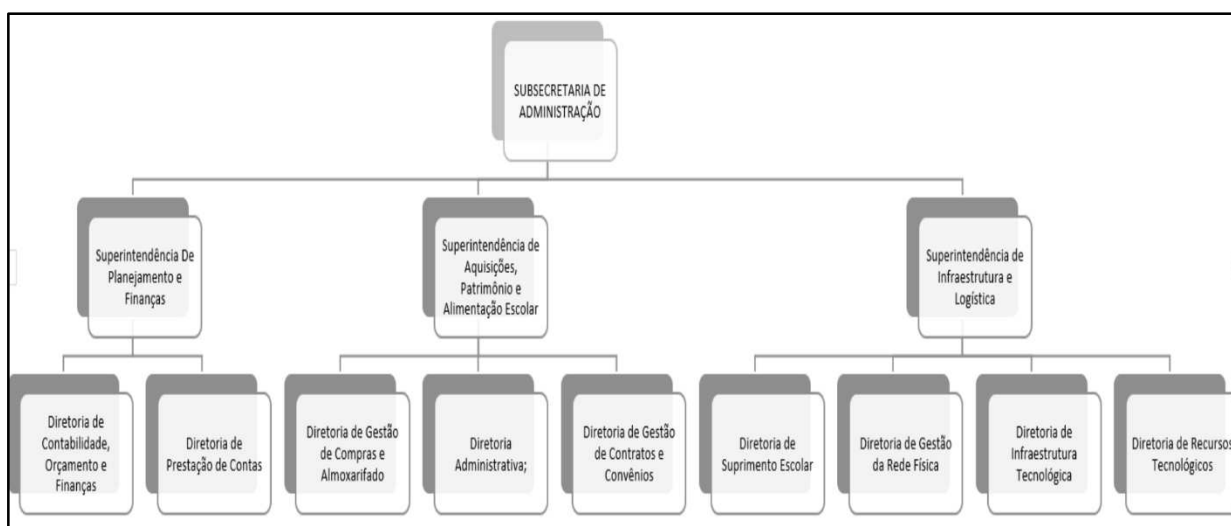 SUBSECRETARIA DE
ADMINISTRAÇÃO
Superintendência De
Planejamento e
Finanças
Superintendência de
Aquisições,
Patrimônio e
Alimentação Escolar
Superintendência de
Infraestrutura e
Logística
Diretoria de
Contabilidade,
Orçamento e
Finanças
Diretoria de
Prestação de Contas
Diretoria de Gestão
de Compras e
Almoxarifado
Diretoria
Administrativa;
Diretoria de Gestão
de Contratos e
Convênios
Diretoria de
Suprimento Escolar
Diretoria de Gestão
da Rede Física
Diretoria de
Infraestrutura
Tecnológica
Diretoria de Recursos
Tecnológicos